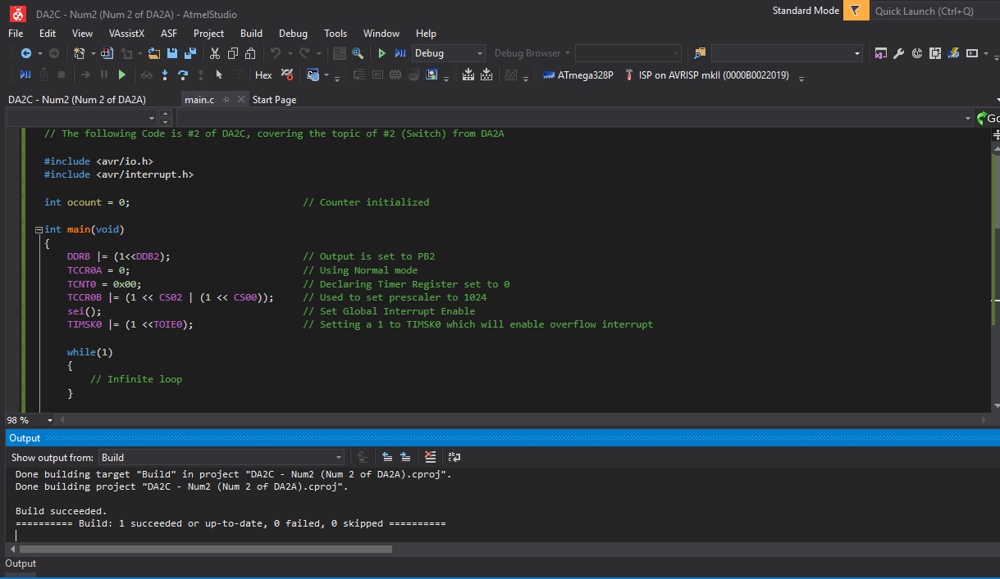 DA2C - Num2 (Num 2 of DA2A) - AtmelStudio
Standard Mode
Quick Launch (Ctrl+Q)
File Edit View VAssistX ASF Project Build Debug Tools Window Help
Debug
Debug Browser
Hex
ATmega328P
ISP on AVRISP mkII (0000B0022019)
DA2C - Num2 (Num 2 of DA2A)
main.c
Start Page
Go
// The following Code is #2 of DA2C, covering the topic of #2 (Switch) from DA2A
#include <avr/io.h>
#include <avr/interrupt.h>
int ocount = 0; // Counter initialized
int main(void)
{
DDRB |= (1<<DDB2); // Output is set to PB2
TCCR0A = 0; // Using Normal mode
TCNT0 = 0x00; // Declaring Timer Register set to 0
TCCR0B |= (1 << CS02 | (1 << CS00)); // Used to set prescaler to 1024
sei(); // Set Global Interrupt Enable
TIMSK0 |= (1 <<TOIE0); // Setting a 1 to TIMSK0 which will enable overflow interrupt
while(1)
{
// Infinite loop
}
98 %
Output
Show output from: Build
Done building target "Build" in project "DA2C - Num2 (Num 2 of DA2A).cproj".
Done building project "DA2C - Num2 (Num 2 of DA2A).cproj".
Build succeeded.
========== Build: 1 succeeded or up-to-date, 0 failed, 0 skipped ==========
Output